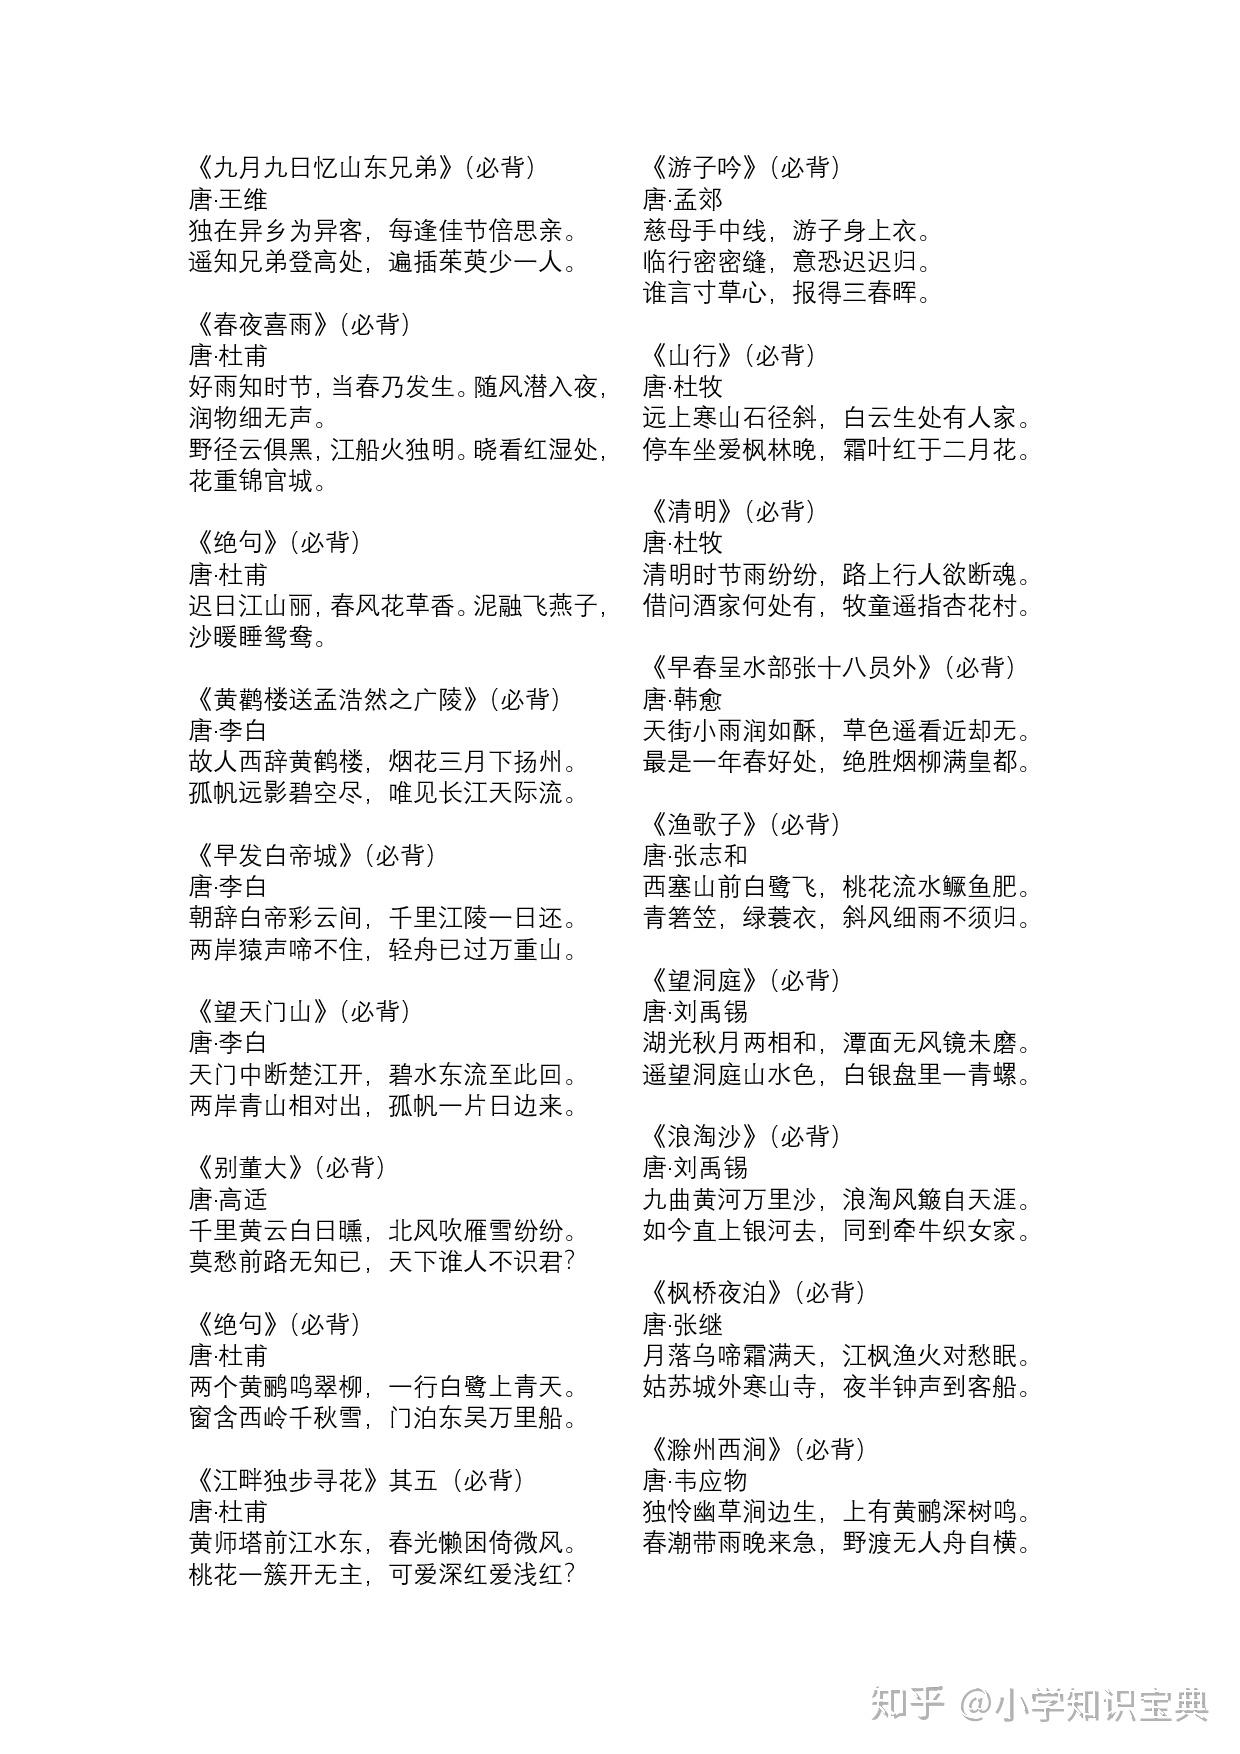 《九月九日忆山东兄弟》(必背)
唐·王维
独在异乡为异客，每逢佳节倍思亲。
遥知兄弟登高处，遍插茱萸少一人。
《春夜喜雨》(必背)
唐·杜甫
好雨知时节，当春乃发生。随风潜入夜，
润物细无声。
野径云俱黑，江船火独明。晓看红湿处，
花重锦官城。
《绝句》(必背)
唐·杜甫
迟日江山丽，春风花草香。泥融飞燕子，
沙暖睡鸳鸯。
《黄鹳楼送孟浩然之广陵》(必背)
唐·李白
故人西辞黄鹤楼，烟花三月下扬州。
孤帆远影碧空尽，唯见长江天际流。
《早发白帝城》(必背)
唐·李白
朝辞白帝彩云间，千里江陵一日还。
两岸猿声啼不住，轻舟已过万重山。
《望天门山》(必背)
唐·李白
天门中断楚江开，碧水东流至此回。
两岸青山相对出，孤帆一片日边来。
《别董大》(必背)
唐·高适
千里黄云白日曛，北风吹雁雪纷纷。
莫愁前路无知已，天下谁人不识君?
《绝句》(必背)
唐·杜甫
两个黄鹂鸣翠柳，一行白鹭上青天。
窗含西岭千秋雪，门泊东吴万里船。
《江畔独步寻花》其五（必背）
唐·杜甫
黄师塔前江水东，春光懒困倚微风。
桃花一簇开无主，可爱深红爱浅红?
《游子吟》(必背)
唐·孟郊
慈母手中线，游子身上衣。
临行密密缝，意恐迟迟归。
谁言寸草心，报得三春晖。
《山行》(必背)
唐·杜牧
远上寒山石径斜，白云生处有人家。
停车坐爱枫林晚，霜叶红于二月花。
《清明》(必背)
唐·杜牧
清明时节雨纷纷，路上行人欲断魂。
借问酒家何处有，牧童遥指杏花村。
《早春呈水部张十八员外》(必背)
唐·韩愈
天街小雨润如酥，草色遥看近却无。
最是一年春好处，绝胜烟柳满皇都。
《渔歌子》(必背)
唐·张志和
西塞山前白鹭飞，桃花流水鳜鱼肥。
青箬笠，绿蓑衣，斜风细雨不须归。
《望洞庭》(必背)
唐·刘禹锡
湖光秋月两相和，潭面无风镜未磨。
遥望洞庭山水色，白银盘里一青螺。
《浪淘沙》(必背)
唐·刘禹锡
九曲黄河万里沙，浪淘风簸自天涯。
如今直上银河去，同到牵牛织女家。
《枫桥夜泊》(必背)
唐·张继
月落乌啼霜满天，江枫渔火对愁眠。
姑苏城外寒山寺，夜半钟声到客船。
《滁州西涧》(必背)
唐·韦应物
独怜幽草涧边生，上有黄鹂深树鸣。
春潮带雨晚来急，野渡无人舟自横。
知乎 @小学知识宝典